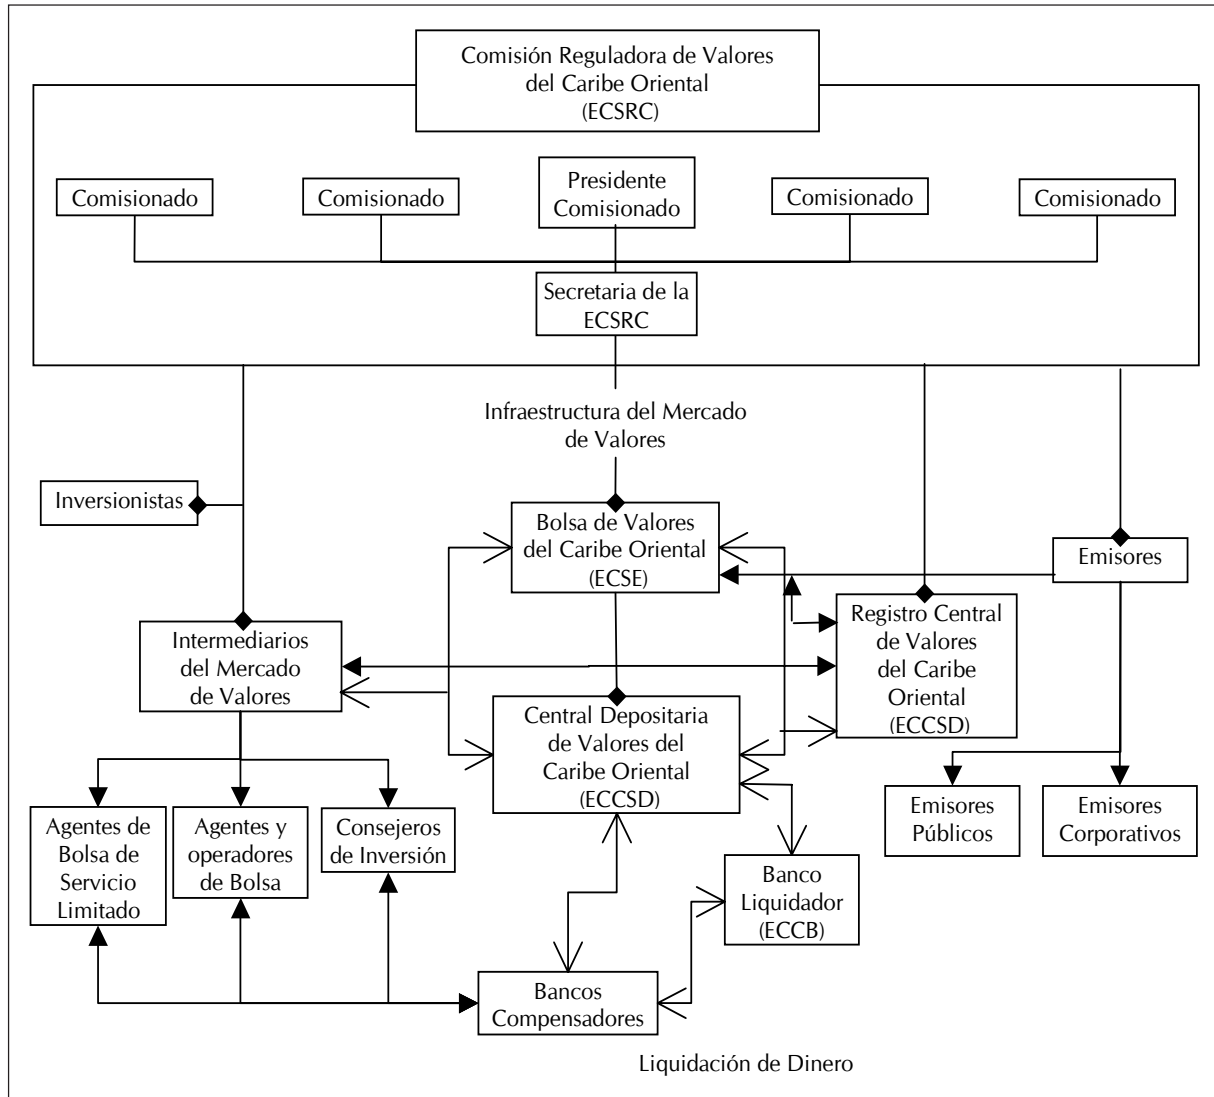 Comisión Reguladora de Valores
del Caribe Oriental
(ECSRC)
Comisionado
Comisionado
Presidente
Comisionado
Comisionado
Comisionado
Secretaria de la
ECSRC
Infraestructura del Mercado
de Valores
Inversionistas
Bolsa de Valores
del Caribe Oriental
(ECSE)
Emisores
Intermediarios
del Mercado
de Valores
Registro Central
de Valores
del Caribe
Oriental
(ECCSD)
Central Depositaria
de Valores del
Caribe Oriental
(ECCSD)
Agentes de
Bolsa de
Servicio
Limitado
Agentes y
operadores
de Bolsa
Consejeros
de Inversión
Emisores
Públicos
Emisores
Corporativos
Banco
Liquidador
(ECCB)
Bancos
Compensadores
Liquidación de Dinero